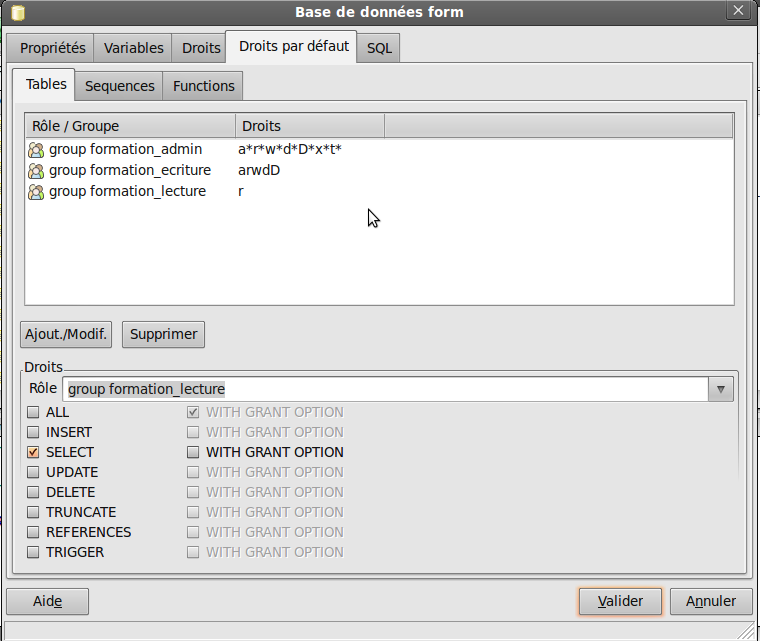 Base de données form
Propriétés Variables Droits Droits par défaut SQL
Tables Sequences Functions
Rôle / Groupe Droits
group formation_admin a*r*w*d*D*x*t*
group formation_ecriture arwdD
group formation_lecture r
Ajout./Modif. Supprimer
Droits
Rôle group formation_lecture
ALL WITH GRANT OPTION
INSERT WITH GRANT OPTION
SELECT WITH GRANT OPTION
UPDATE WITH GRANT OPTION
DELETE WITH GRANT OPTION
TRUNCATE WITH GRANT OPTION
REFERENCES WITH GRANT OPTION
TRIGGER WITH GRANT OPTION
Aide Valider Annuler